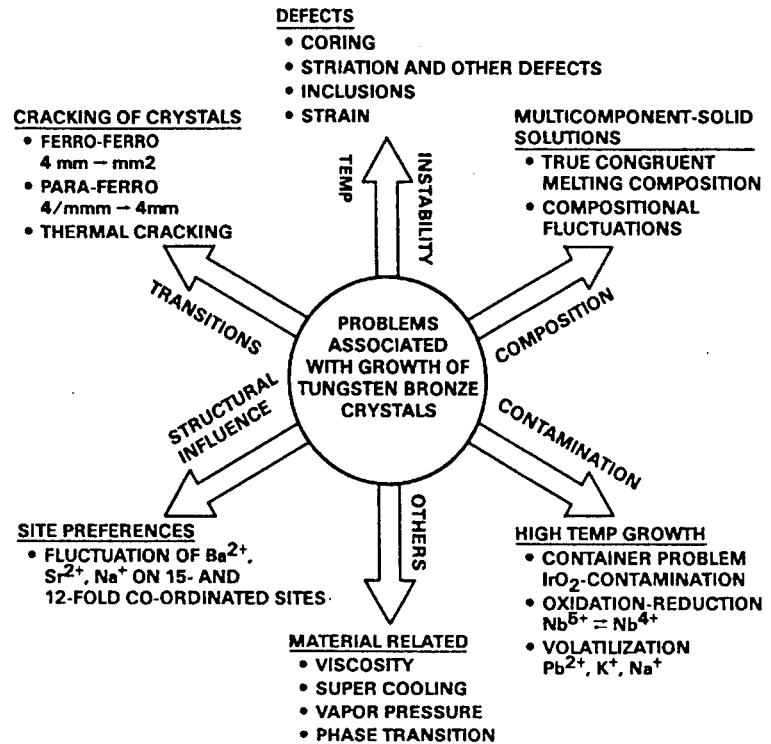 DEFECTS
• CORING
• STRIATION AND OTHER DEFECTS
• INCLUSIONS
• STRAIN
CRACKING OF CRYSTALS
• FERRO-FERRO
4 mm → mm2
• PARA-FERRO
4/mmm → 4mm
• THERMAL CRACKING
MULTICOMPONENT-SOLID
SOLUTIONS
• TRUE CONGRUENT
MELTING COMPOSITION
• COMPOSITIONAL
FLUCTUATIONS
TEMP
INSTABILITY
TRANSITIONS
COMPOSITION
PROBLEMS
ASSOCIATED
WITH GROWTH OF
TUNGSTEN BRONZE
CRYSTALS
STRUCTURAL
INFLUENCE
CONTAMINATION
OTHERS
SITE PREFERENCES
• FLUCTUATION OF Ba²⁺,
Sr²⁺, Na⁺ ON 15- AND
12-FOLD CO-ORDINATED SITES
HIGH TEMP GROWTH
• CONTAINER PROBLEM
IrO₂-CONTAMINATION
• OXIDATION-REDUCTION
Nb⁵⁺ ⇌ Nb⁴⁺
• VOLATILIZATION
Pb²⁺, K⁺, Na⁺
MATERIAL RELATED
• VISCOSITY
• SUPER COOLING
• VAPOR PRESSURE
• PHASE TRANSITION